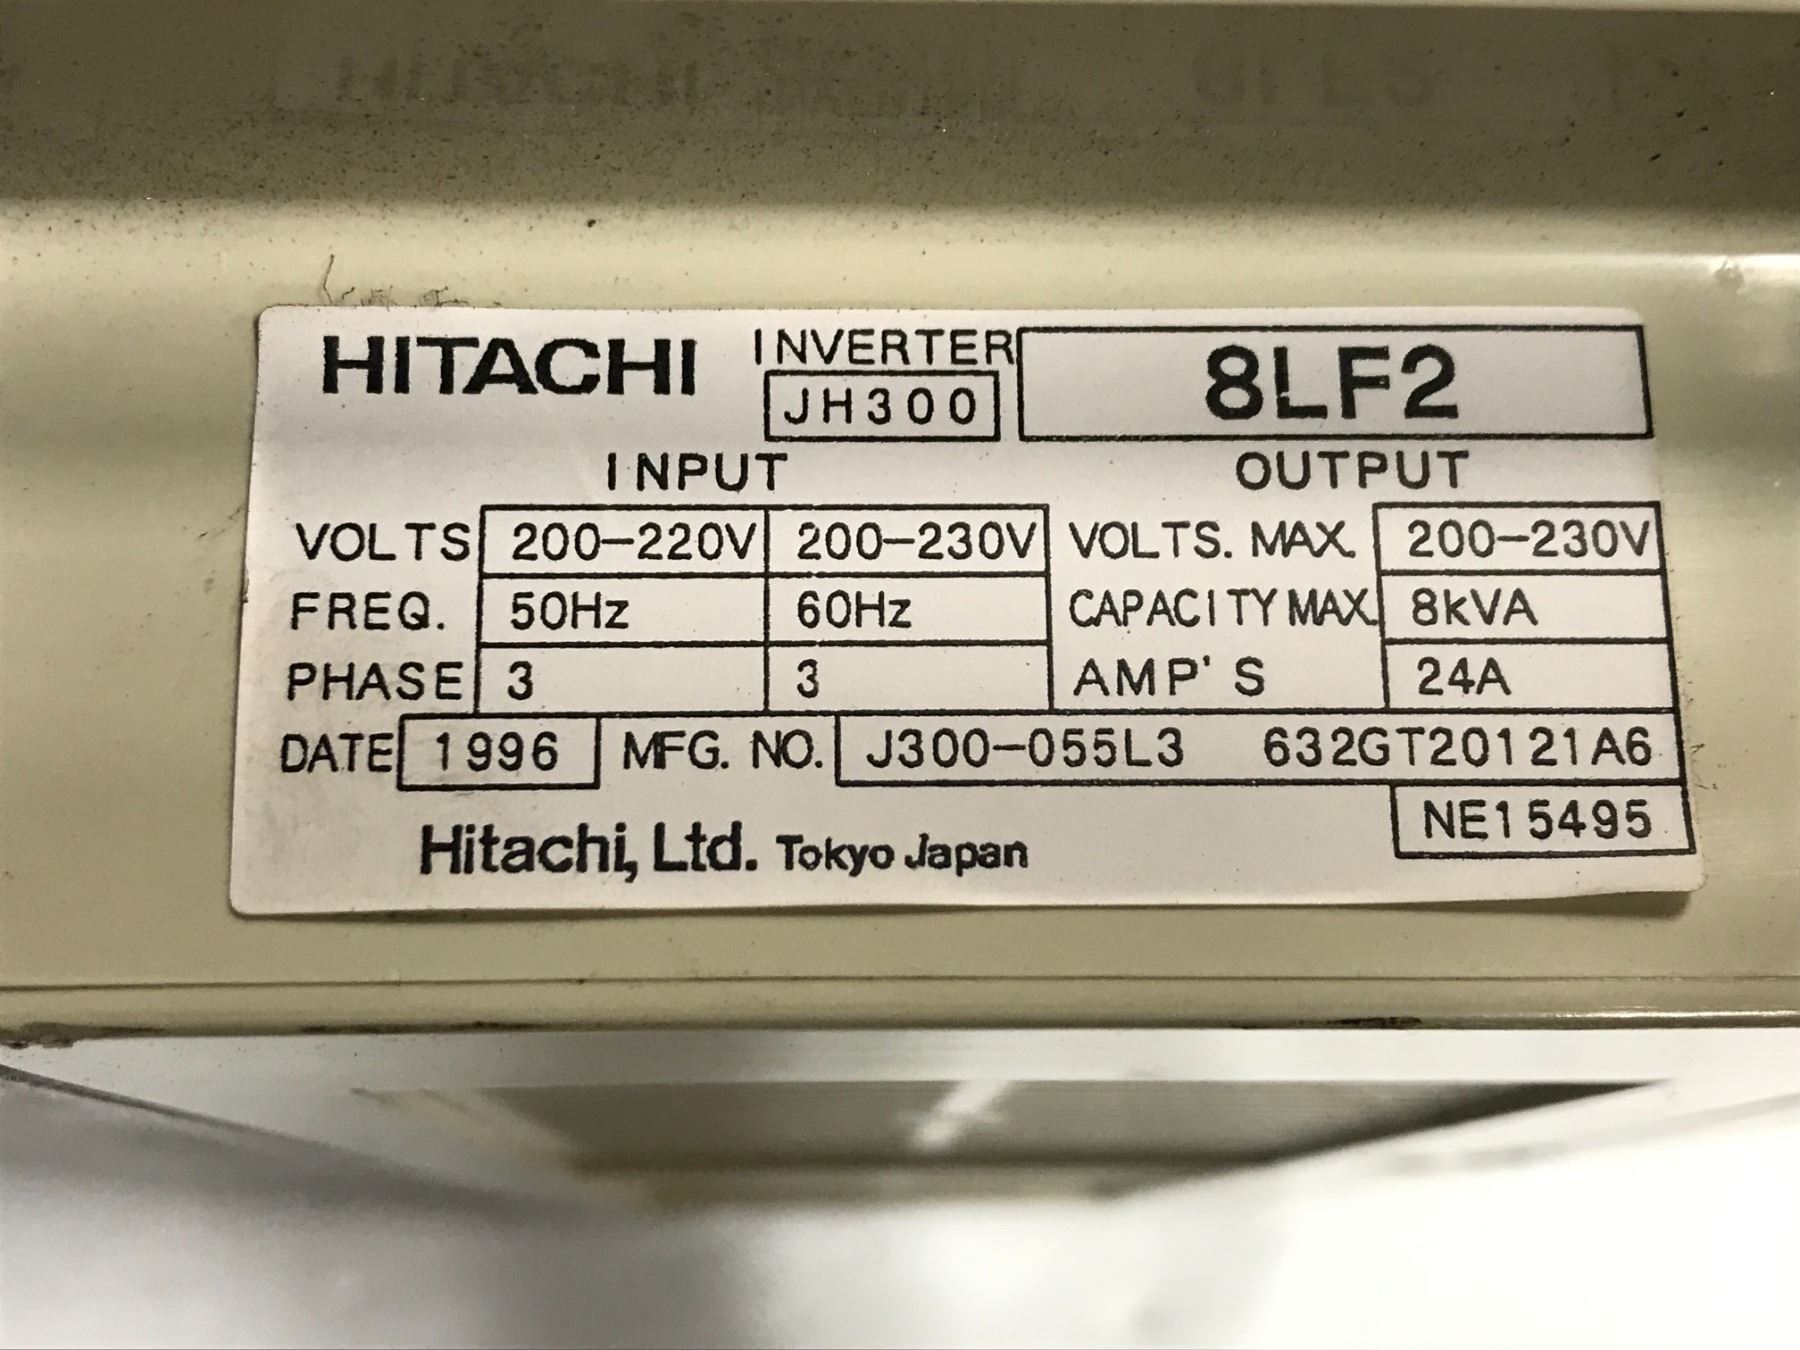 HITACHI INVERTER JH300 8LF2
INPUT OUTPUT
VOLTS 200-220V 200-230V VOLTS. MAX. 200-230V
FREQ. 50Hz 60Hz CAPACITY MAX. 8kVA
PHASE 3 3 AMP'S 24A
DATE 1996 MFG. NO. J300-055L3 632GT20121A6
NE15495
Hitachi, Ltd. Tokyo Japan